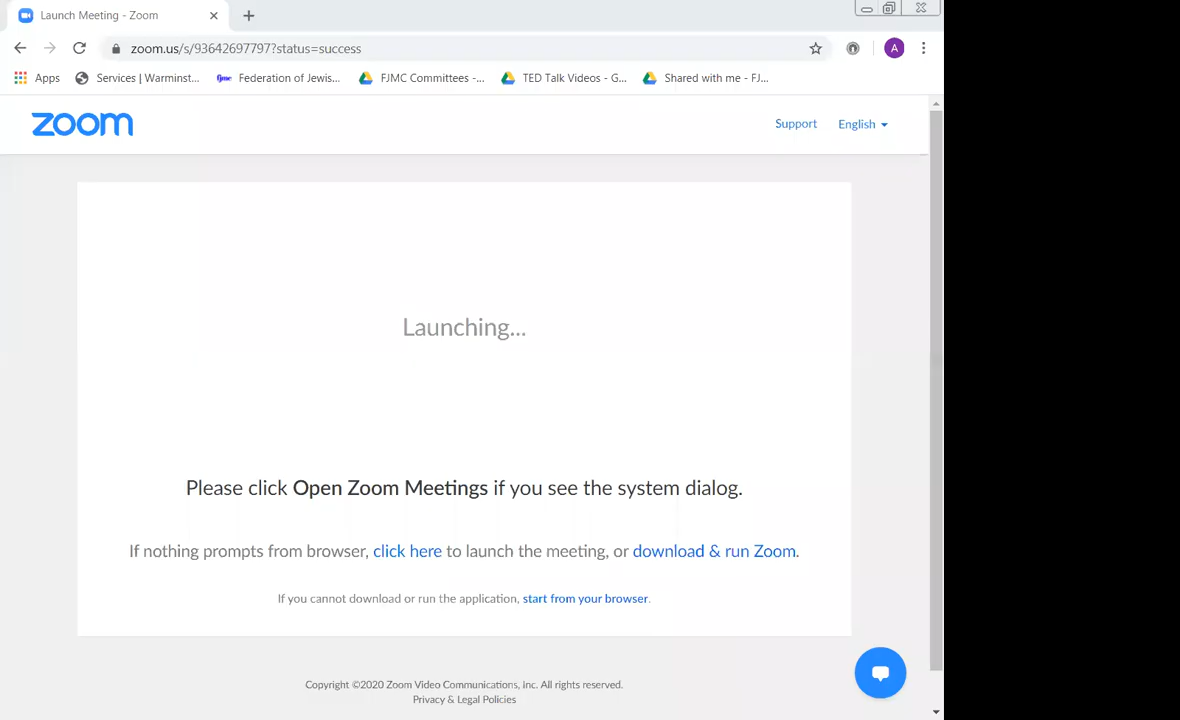 Launch Meeting - Zoom
zoom.us/s/93642697797?status=success
A
Apps Services | Warminst... fjmc Federation of Jewis... FJMC Committees -... TED Talk Videos - G... Shared with me - FJ...
zoom Support English
Launching...
Please click Open Zoom Meetings if you see the system dialog.
If nothing prompts from browser, click here to launch the meeting, or download & run Zoom.
If you cannot download or run the application, start from your browser.
Copyright ©2020 Zoom Video Communications, Inc. All rights reserved.
Privacy & Legal Policies